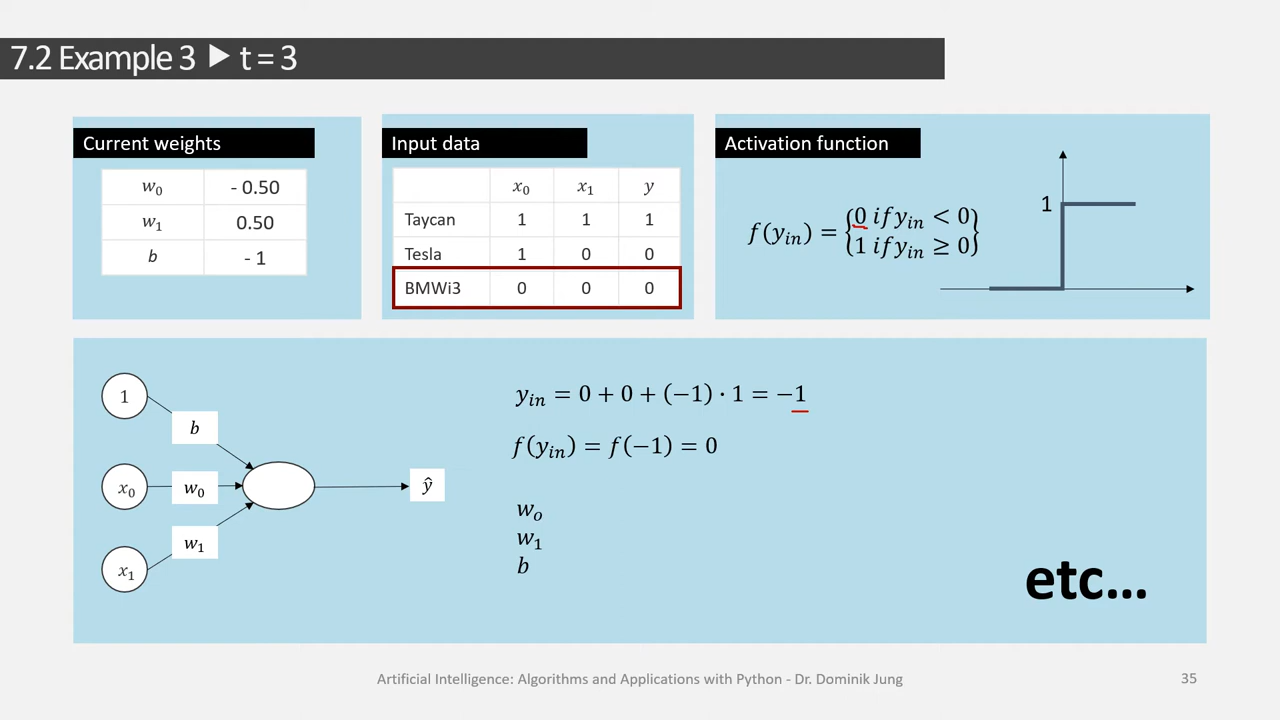 7.2 Example 3 ▶ t = 3
Current weights
w₀ - 0.50
w₁ 0.50
b - 1
Input data
x₀ x₁ y
Taycan 1 1 1
Tesla 1 0 0
BMWi3 0 0 0
Activation function
f(yᵢₙ) = {0 if yᵢₙ < 0
1 if yᵢₙ ≥ 0}
1
1
b
x₀ w₀ ŷ
w₁
x₁
yᵢₙ = 0 + 0 + (−1) · 1 = −1
f(yᵢₙ) = f(−1) = 0
wₒ
w₁
b
etc…
Artificial Intelligence: Algorithms and Applications with Python - Dr. Dominik Jung
35